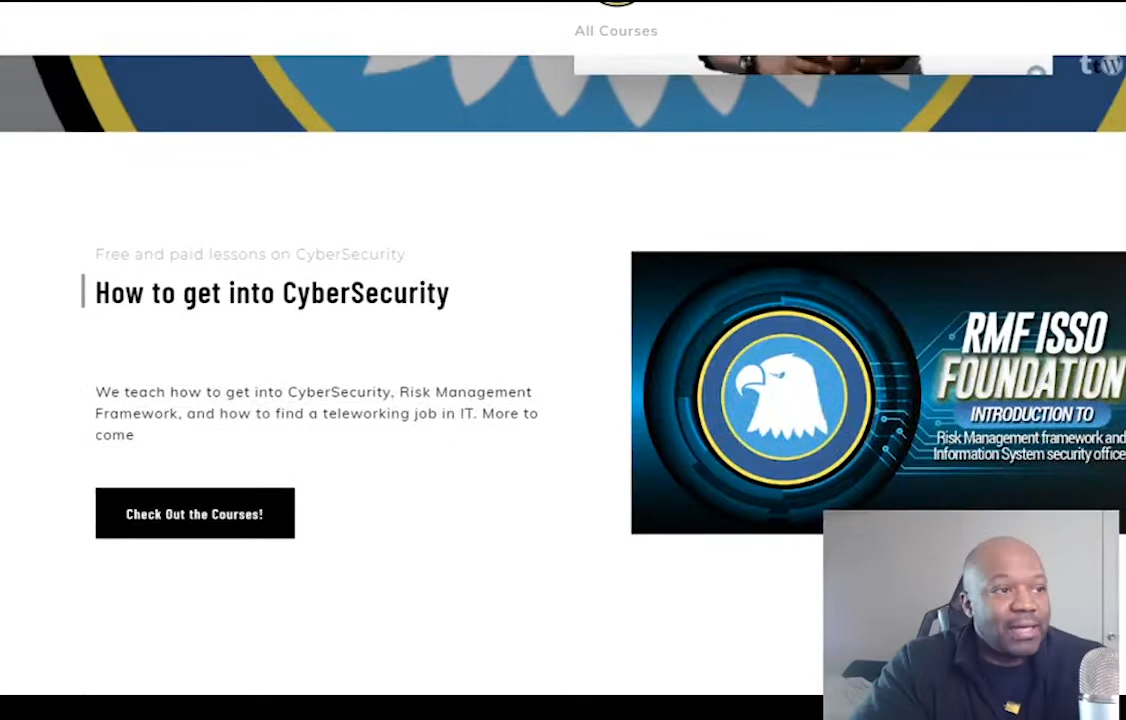 All Courses
Free and paid lessons on CyberSecurity
How to get into CyberSecurity
We teach how to get into CyberSecurity, Risk Management
Framework, and how to find a teleworking job in IT. More to
come
Check Out the Courses!
RMF ISSO
FOUNDATION
INTRODUCTION TO
Risk Management framework and
Information System security office